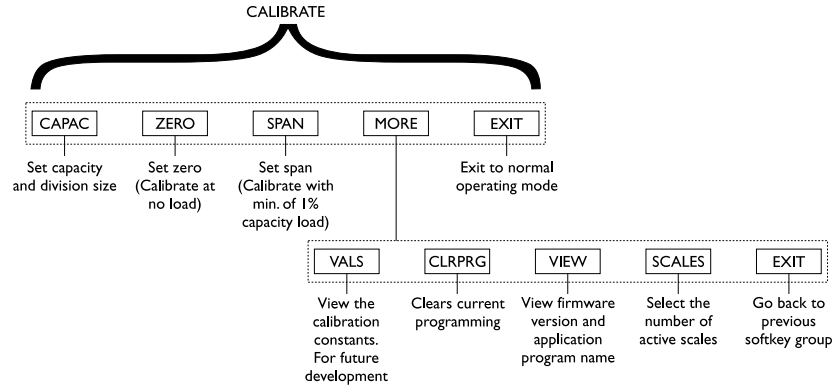 CALIBRATE
CAPAC
ZERO
SPAN
MORE
EXIT
Set capacity
and division size
Set zero
(Calibrate at
no load)
Set span
(Calibrate with
min. of 1%
capacity load)
Exit to normal
operating mode
VALS
CLRPRG
VIEW
SCALES
EXIT
View the
calibration
constants.
For future
development
Clears current
programming
View firmware
version and
application
program name
Select the
number of
active scales
Go back to
previous
softkey group